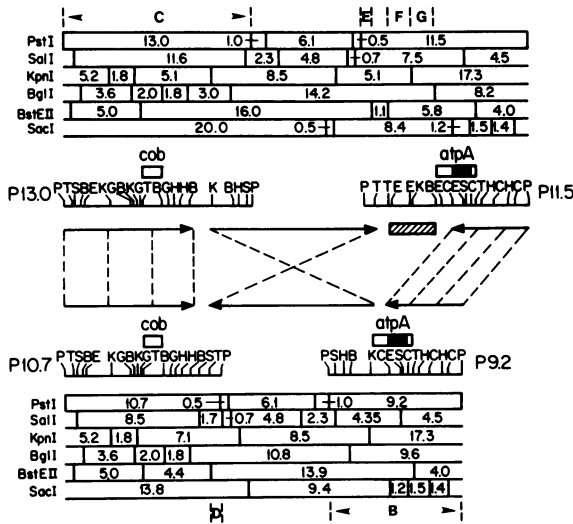 C E F G
PstI 13.0 1.0 6.1 0.5 11.5
SalI 11.6 2.3 4.8 0.7 7.5 4.5
KpnI 5.2 1.8 5.1 8.5 5.1 17.3
BglI 3.6 2.0 1.8 3.0 14.2 8.2
BstEII 5.0 16.0 1.1 5.8 4.0
SacI 20.0 0.5 8.4 1.2 1.5 1.4
cob atpA
P13.0 PTSBEKGBKGTBGHHB K BHSP PTTEEKBECESCTHCHCP P11.5
cob atpA
P10.7 PTSBE KGBKGTBGHHBSTP PSHB KCESCTHCHCP P9.2
PstI 10.7 0.5 6.1 1.0 9.2
SalI 8.5 1.7 0.7 4.8 2.3 4.35 4.5
KpnI 5.2 1.8 7.1 8.5 17.3
BglI 3.6 2.0 1.8 10.8 9.6
BstEII 5.0 4.4 13.9 4.0
SacI 13.8 9.4 1.2 1.5 1.4
D B